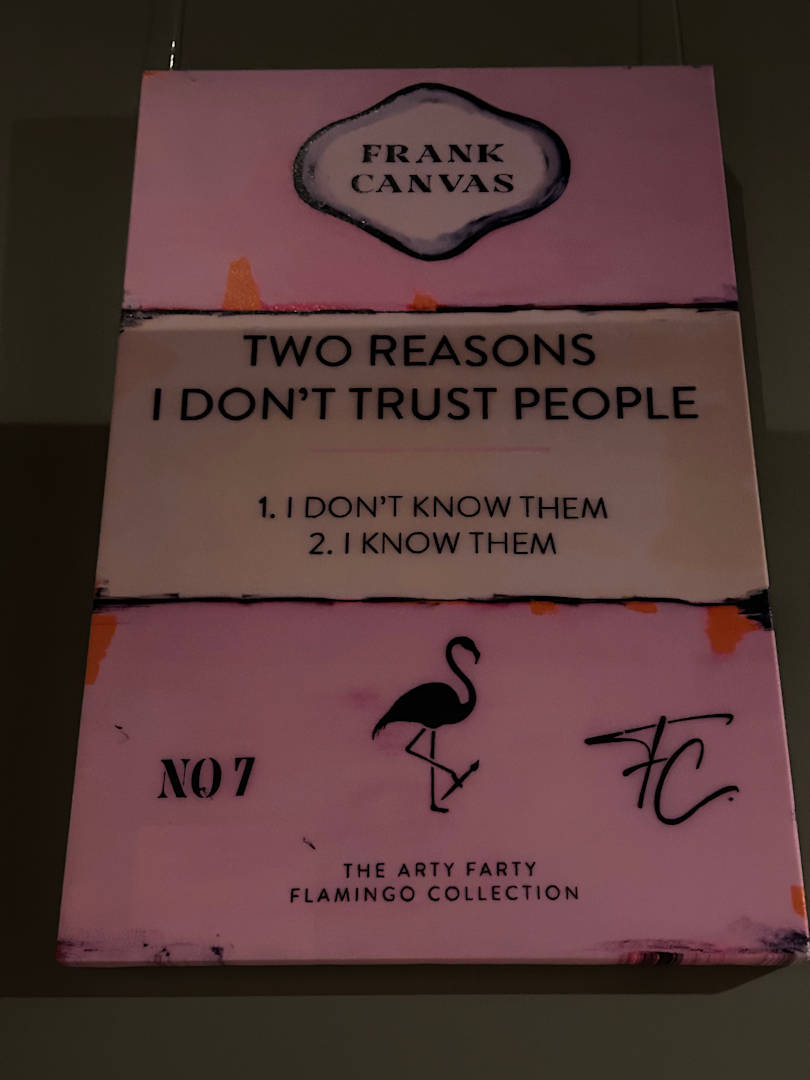 FRANK
CANVAS
TWO REASONS
I DON'T TRUST PEOPLE
1. I DON'T KNOW THEM
2. I KNOW THEM
NO 7
FC.
THE ARTY FARTY
FLAMINGO COLLECTION